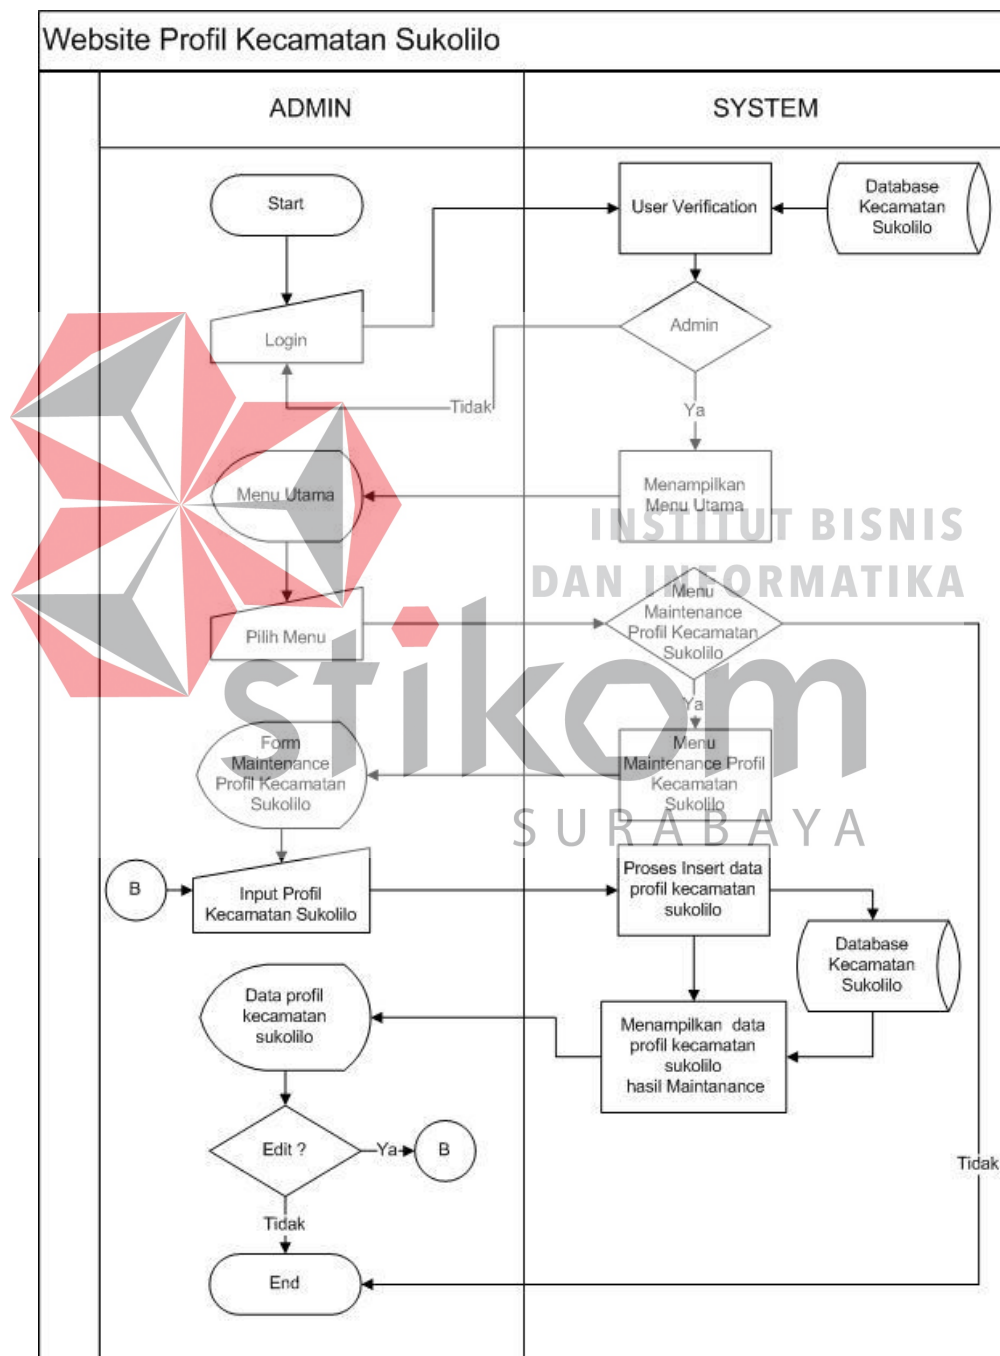 Website Profil Kecamatan Sukolilo
ADMIN
SYSTEM
Start
User Verification
Database
Kecamatan
Sukolilo
Login
Admin
Tidak
Ya
Menu Utama
Menampilkan
Menu Utama
INSTITUT BISNIS
DAN INFORMATIKA
Pilih Menu
Menu
Maintenance
Profil Kecamatan
Sukolilo
stikom
Ya
Form
Maintenance
Profil Kecamatan
Sukolilo
Menu
Maintenance Profil
Kecamatan
Sukolilo
SURABAYA
B
Input Profil
Kecamatan Sukolilo
Proses Insert data
profil kecamatan
sukolilo
Database
Kecamatan
Sukolilo
Data profil
kecamatan
sukolilo
Menampilkan data
profil kecamatan
sukolilo
hasil Maintanance
Edit ?
Ya
B
Tidak
Tidak
End